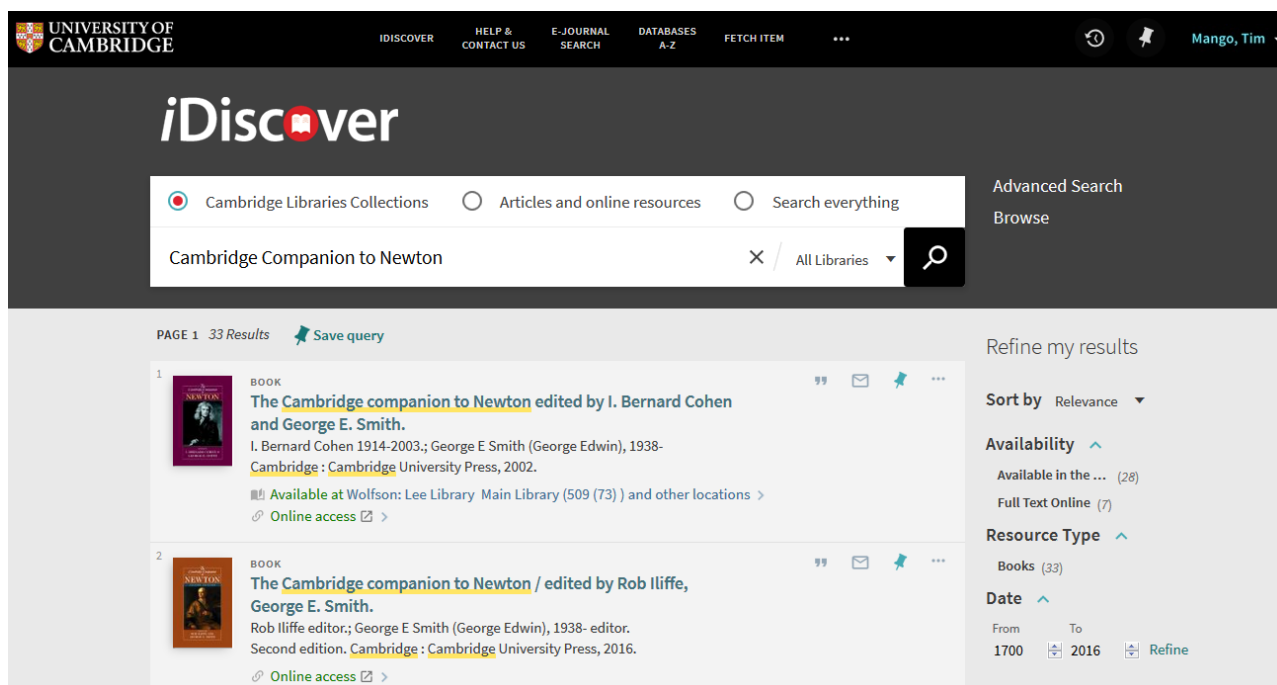 UNIVERSITY OF
CAMBRIDGE
IDISCOVER
HELP &
CONTACT US
E-JOURNAL
SEARCH
DATABASES
A-Z
FETCH ITEM
•••
Mango, Tim
iDiscover
Cambridge Libraries Collections
Articles and online resources
Search everything
Advanced Search
Browse
Cambridge Companion to Newton
All Libraries
PAGE 1 33 Results Save query
Refine my results
Sort by Relevance
Availability
Available in the ... (28)
Full Text Online (7)
Resource Type
Books (33)
Date
From To
1700 2016 Refine
1
NEWTON
BOOK
The Cambridge companion to Newton edited by I. Bernard Cohen
and George E. Smith.
I. Bernard Cohen 1914-2003.; George E Smith (George Edwin), 1938-
Cambridge : Cambridge University Press, 2002.
Available at Wolfson: Lee Library Main Library (509 (73) ) and other locations >
Online access >
2
NEWTON
BOOK
The Cambridge companion to Newton / edited by Rob Iliffe,
George E. Smith.
Rob Iliffe editor.; George E Smith (George Edwin), 1938- editor.
Second edition. Cambridge : Cambridge University Press, 2016.
Online access >